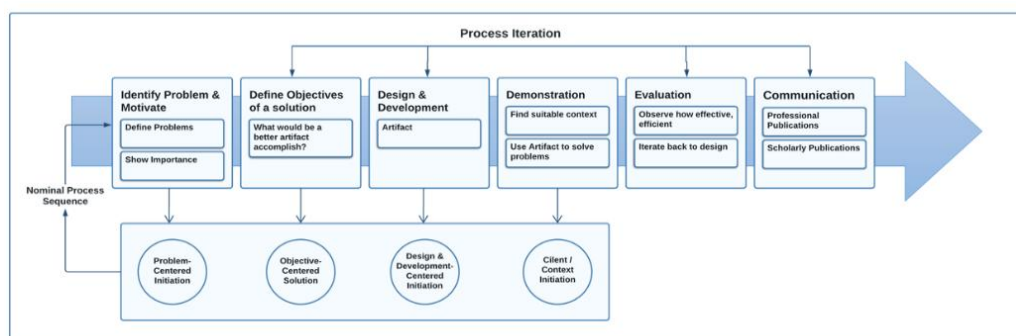 Process Iteration
Identify Problem &
Motivate
Define Problems
Show Importance
Define Objectives
of a solution
What would be a
better artifact
accomplish?
Design &
Development
Artifact
Demonstration
Find suitable context
Use Artifact to solve
problems
Evaluation
Observe how effective,
efficient
Iterate back to design
Communication
Professional
Publications
Scholarly Publications
Nominal Process
Sequence
Problem-
Centered
Initiation
Objective-
Centered
Solution
Design &
Development-
Centered
Initiation
Cilent /
Context
Initiation